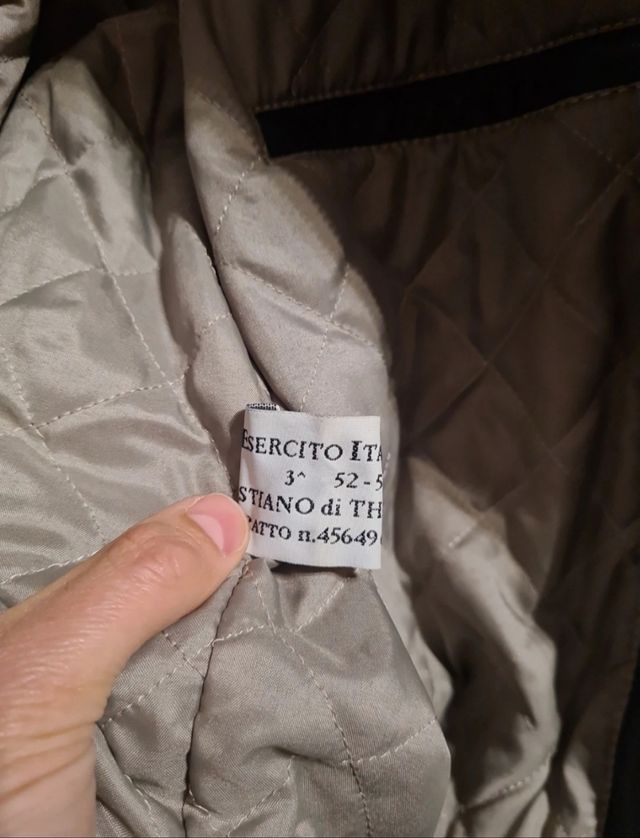 ESERCITO ITA
3^ 52-5
STIANO di TH
ATTO n.45649